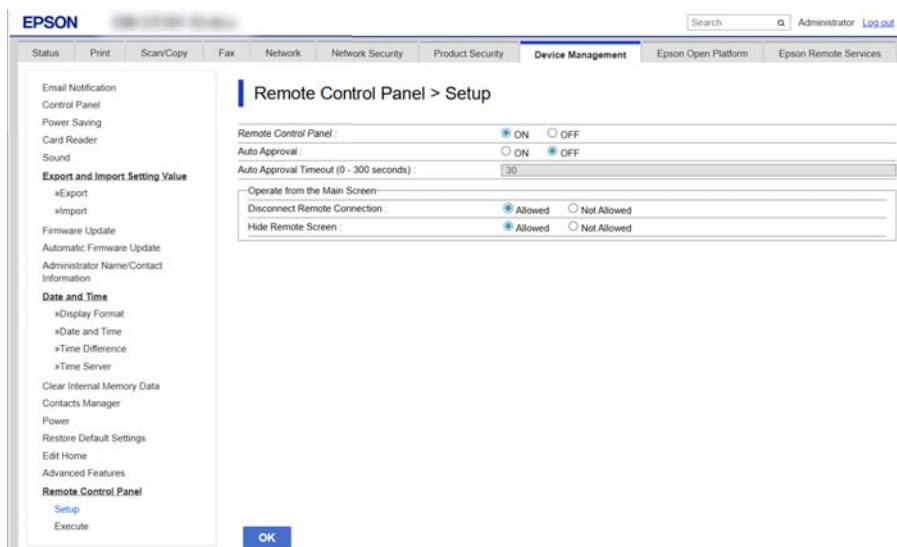 EPSON
Search
Administrator Log out
Status Print Scan/Copy Fax Network Network Security Product Security Device Management Epson Open Platform Epson Remote Services
Email Notification
Control Panel
Power Saving
Card Reader
Sound
Export and Import Setting Value
»Export
»Import
Firmware Update
Automatic Firmware Update
Administrator Name/Contact
Information
Date and Time
»Display Format
»Date and Time
»Time Difference
»Time Server
Clear Internal Memory Data
Contacts Manager
Power
Restore Default Settings
Edit Home
Advanced Features
Remote Control Panel
Setup
Execute
Remote Control Panel > Setup
Remote Control Panel : ON OFF
Auto Approval : ON OFF
Auto Approval Timeout (0 - 300 seconds) : 30
Operate from the Main Screen
Disconnect Remote Connection : Allowed Not Allowed
Hide Remote Screen : Allowed Not Allowed
OK